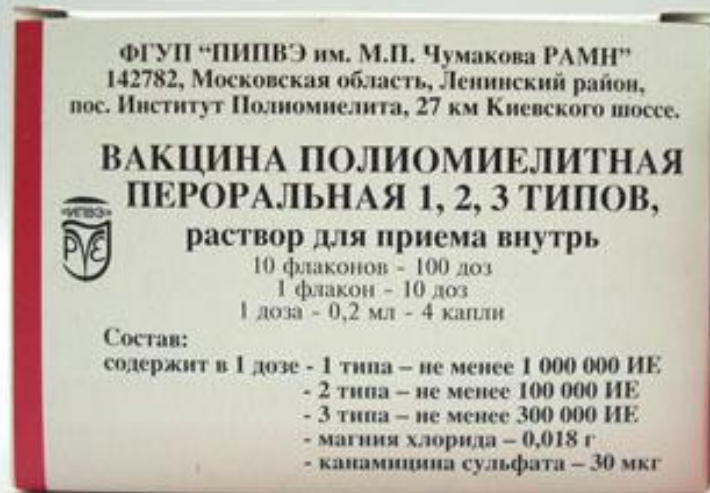 ФГУП “ПИПВЭ им. М.П. Чумакова РАМН”
142782, Московская область, Ленинский район,
пос. Институт Полиомиелита, 27 км Киевского шоссе.
ВАКЦИНА ПОЛИОМИЕЛИТНАЯ
ПЕРОРАЛЬНАЯ 1, 2, 3 ТИПОВ,
«ИПВЭ»
раствор для приема внутрь
10 флаконов - 100 доз
1 флакон - 10 доз
1 доза - 0,2 мл - 4 капли
Состав:
содержит в 1 дозе - 1 типа – не менее 1 000 000 ИЕ
- 2 типа – не менее 100 000 ИЕ
- 3 типа – не менее 300 000 ИЕ
- магния хлорида – 0,018 г
- канамицина сульфата – 30 мкг